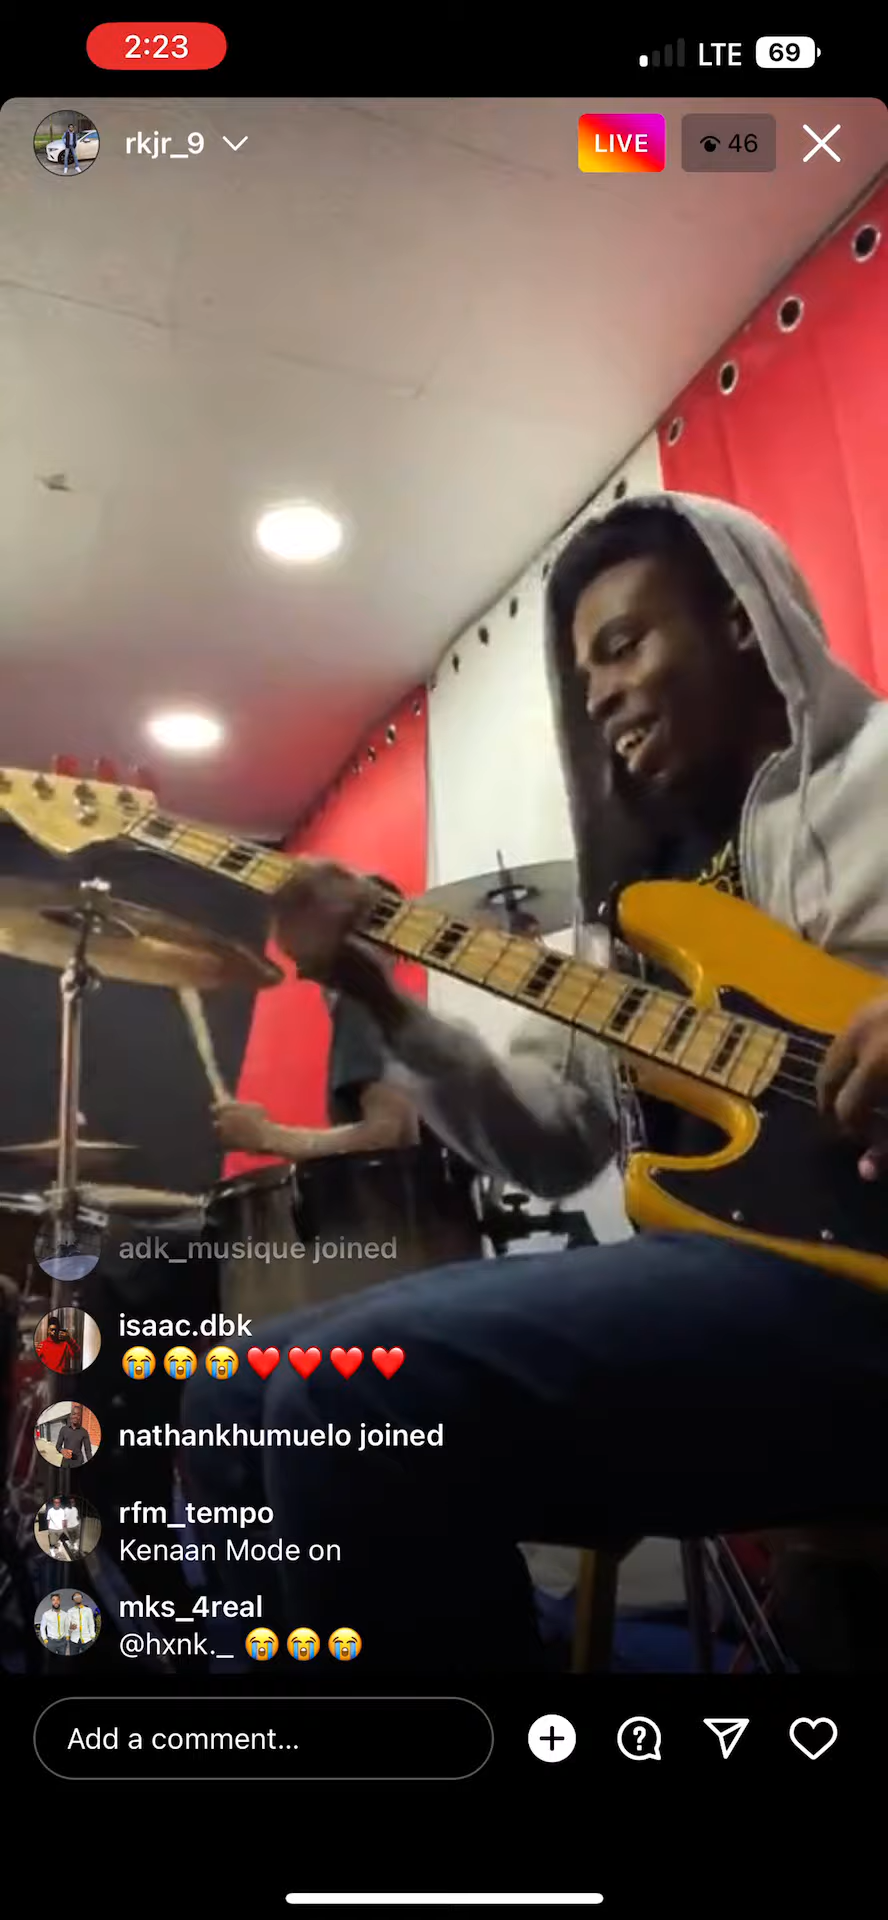 2:23
LTE 69
rkjr_9
LIVE
46
adk_musique joined
isaac.dbk
😭😭😭❤️❤️❤️❤️
nathankhumuelo joined
rfm_tempo
Kenaan Mode on
mks_4real
@hxnk._ 😭😭😭
Add a comment...